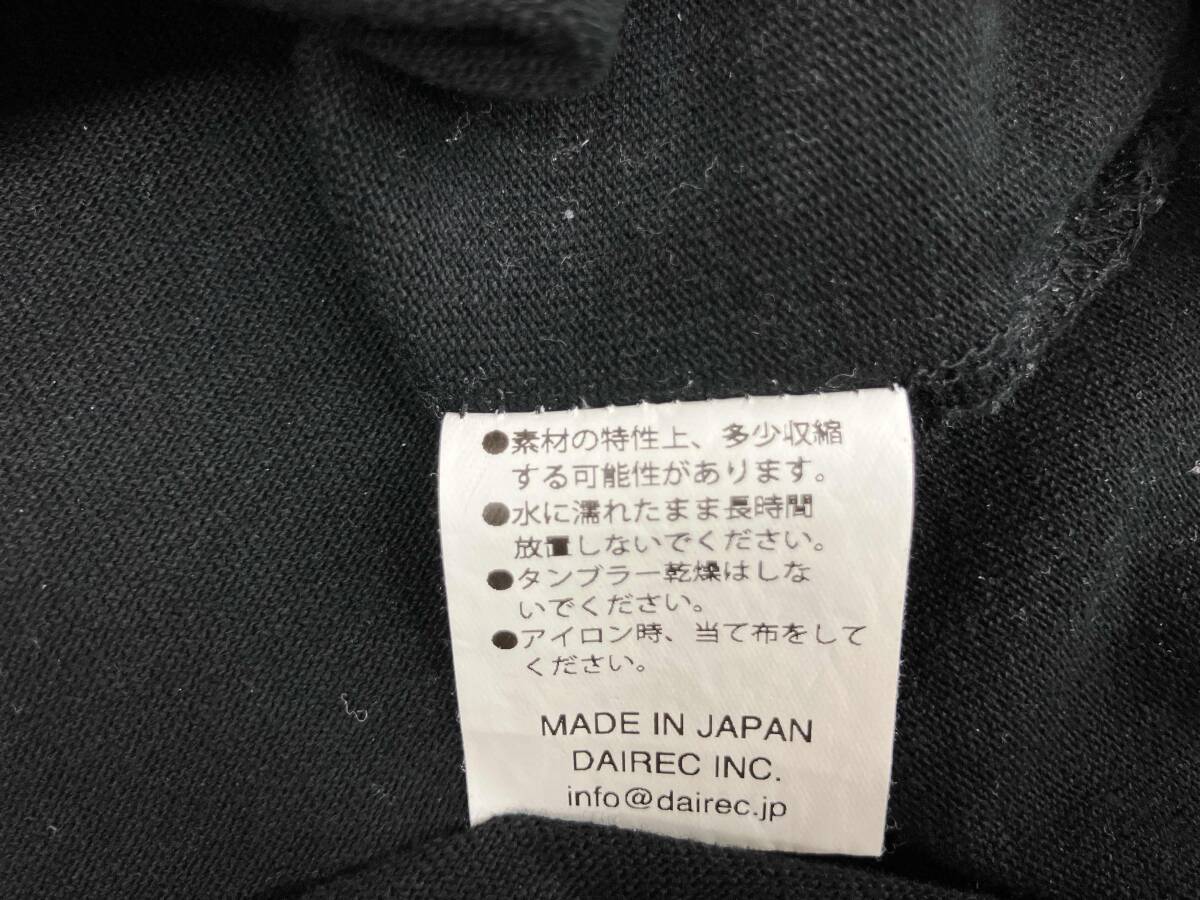 ●素材の特性上、多少収縮
する可能性があります。
●水に濡れたまま長時間
放置しないでください。
●タンブラー乾燥はしな
いでください。
●アイロン時、当て布をして
ください。
MADE IN JAPAN
DAIREC INC.
info@dairec.jp